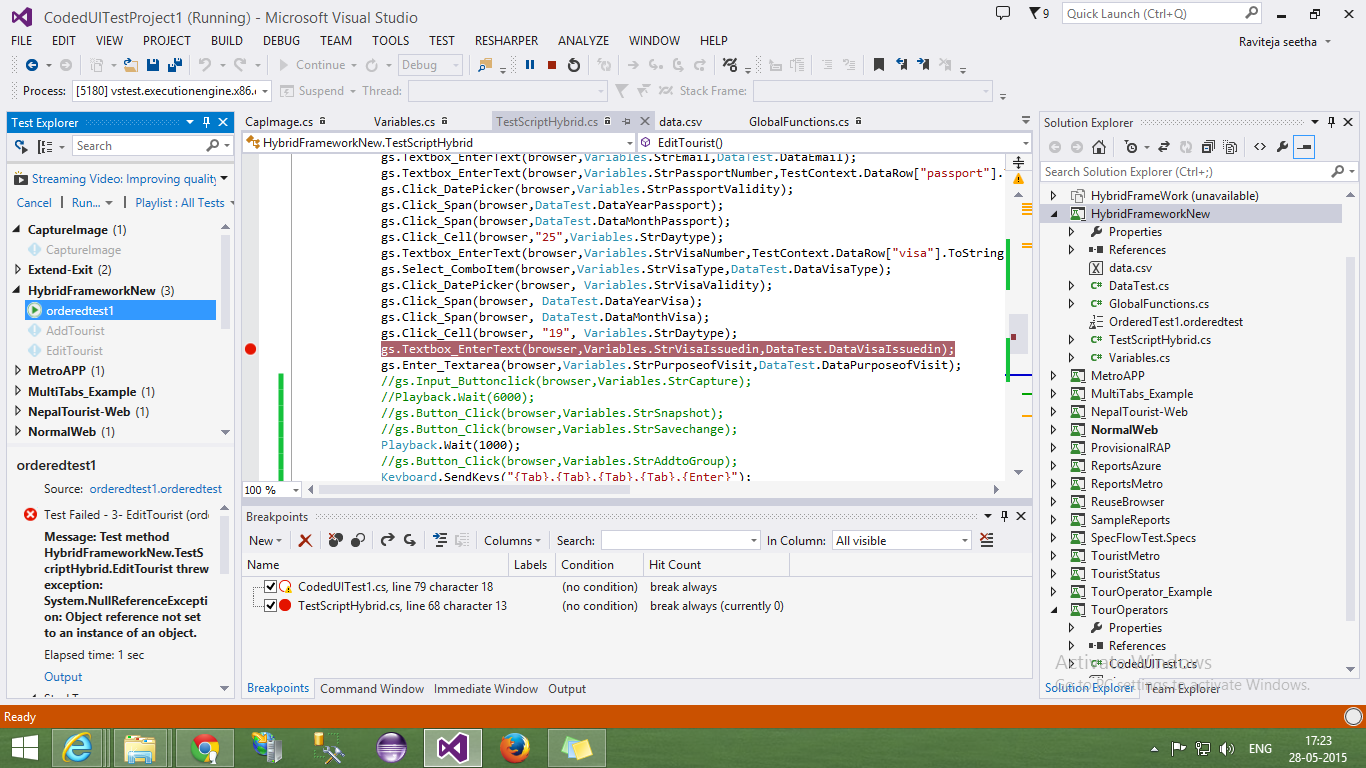 CodedUITestProject1 (Running) - Microsoft Visual Studio
9
Quick Launch (Ctrl+Q)
FILE EDIT VIEW PROJECT BUILD DEBUG TEAM TOOLS TEST RESHARPER ANALYZE WINDOW HELP
Raviteja seetha
Continue
Debug
Process: [5180] vstest.executionengine.x86.e
Suspend
Thread:
Stack Frame:
Test Explorer
Search
Streaming Video: Improving quality
Cancel Run... Playlist : All Tests
CaptureImage (1)
CaptureImage
Extend-Exit (2)
HybridFrameworkNew (3)
orderedtest1
AddTourist
EditTourist
MetroAPP (1)
MultiTabs_Example (1)
NepalTourist-Web (1)
NormalWeb (1)
orderedtest1
Source: orderedtest1.orderedtest
Test Failed - 3- EditTourist (ord
Message: Test method
HybridFrameworkNew.TestS
criptHybrid.EditTourist threw
exception:
System.NullReferenceExcepti
on: Object reference not set
to an instance of an object.
Elapsed time: 1 sec
Output
CapImage.cs Variables.cs TestScriptHybrid.cs data.csv GlobalFunctions.cs
HybridFrameworkNew.TestScriptHybrid EditTourist()
gs.Textbox_EnterText(browser,Variables.StrEmail,DataTest.DataEmail);
gs.Textbox_EnterText(browser,Variables.StrPassportNumber,TestContext.DataRow["passport"].
gs.Click_DatePicker(browser,Variables.StrPassportValidity);
gs.Click_Span(browser,DataTest.DataYearPassport);
gs.Click_Span(browser,DataTest.DataMonthPassport);
gs.Click_Cell(browser,"25",Variables.StrDaytype);
gs.Textbox_EnterText(browser,Variables.StrVisaNumber,TestContext.DataRow["visa"].ToString
gs.Select_ComboItem(browser,Variables.StrVisaType,DataTest.DataVisaType);
gs.Click_DatePicker(browser, Variables.StrVisaValidity);
gs.Click_Span(browser, DataTest.DataYearVisa);
gs.Click_Span(browser, DataTest.DataMonthVisa);
gs.Click_Cell(browser, "19", Variables.StrDaytype);
gs.Textbox_EnterText(browser,Variables.StrVisaIssuedin,DataTest.DataVisaIssuedin);
gs.Enter_Textarea(browser,Variables.StrPurposeofVisit,DataTest.DataPurposeofVisit);
//gs.Input_Buttonclick(browser,Variables.StrCapture);
//Playback.Wait(6000);
//gs.Button_Click(browser,Variables.StrSnapshot);
//gs.Button_Click(browser,Variables.StrSavechange);
Playback.Wait(1000);
//gs.Button_Click(browser,Variables.StrAddtoGroup);
Keyboard.SendKeys("{Tab}.{Tab}.{Tab}.{Tab}.{Enter}");
100 %
Breakpoints
New Columns Search: In Column: All visible
Name Labels Condition Hit Count
CodedUITest1.cs, line 79 character 18 (no condition) break always
TestScriptHybrid.cs, line 68 character 13 (no condition) break always (currently 0)
Breakpoints Command Window Immediate Window Output
Solution Explorer
Search Solution Explorer (Ctrl+;)
HybridFrameWork (unavailable)
HybridFrameworkNew
Properties
References
data.csv
DataTest.cs
GlobalFunctions.cs
OrderedTest1.orderedtest
TestScriptHybrid.cs
Variables.cs
MetroAPP
MultiTabs_Example
NepalTourist-Web
NormalWeb
ProvisionalRAP
ReportsAzure
ReportsMetro
ReuseBrowser
SampleReports
SpecFlowTest.Specs
TouristMetro
TouristStatus
TourOperator_Example
TourOperators
Properties
References
CodedUITest1.cs
Activate Windows
Go to PC settings to activate Windows.
Solution Explorer Team Explorer
Ready
ENG
17:23
28-05-2015